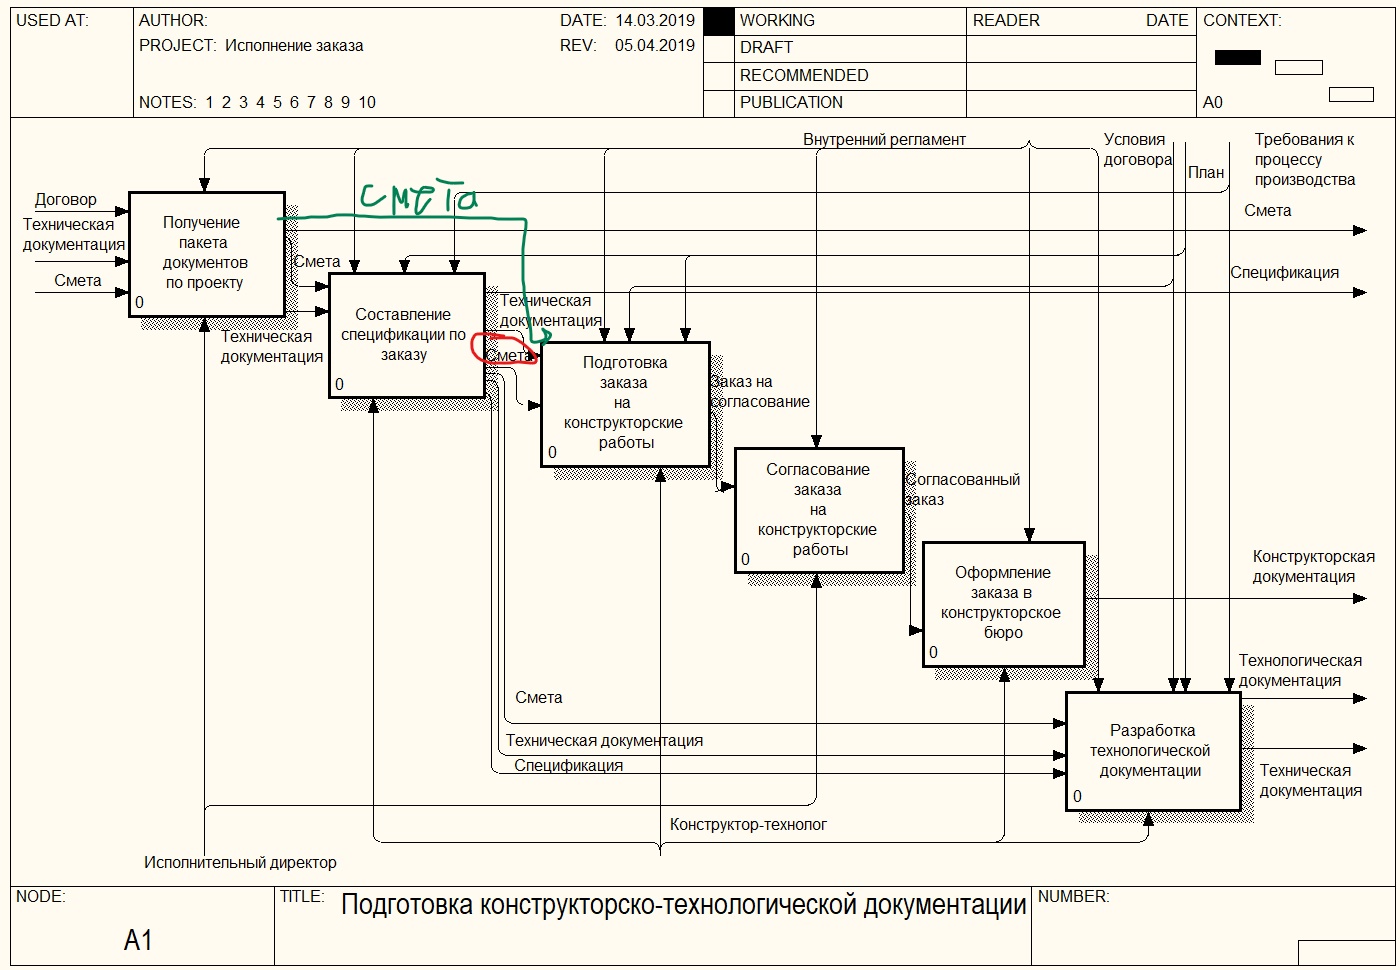 USED AT:
AUTHOR:
DATE: 14.03.2019
PROJECT: Исполнение заказа
REV: 05.04.2019
NOTES: 1 2 3 4 5 6 7 8 9 10
WORKING
DRAFT
RECOMMENDED
PUBLICATION
READER
DATE
CONTEXT:
A0
Внутренний регламент
Условия
договора
План
Требования к
процессу
производства
Договор
Техническая
документация
Смета
Получение
пакета
документов
по проекту
0
смета
Смета
Смета
Спецификация
Техническая
документация
Составление
спецификации по
заказу
0
Техническая
документация
Смета
Подготовка
заказа
на
конструкторские
работы
0
Заказ на
согласование
Согласование
заказа
на
конструкторские
работы
0
Согласованный
заказ
Оформление
заказа в
конструкторское
бюро
0
Конструкторская
документация
Технологическая
документация
Смета
Техническая документация
Спецификация
Разработка
технологической
документации
0
Техническая
документация
Конструктор-технолог
Исполнительный директор
NODE:
A1
TITLE:
Подготовка конструкторско-технологической документации
NUMBER: